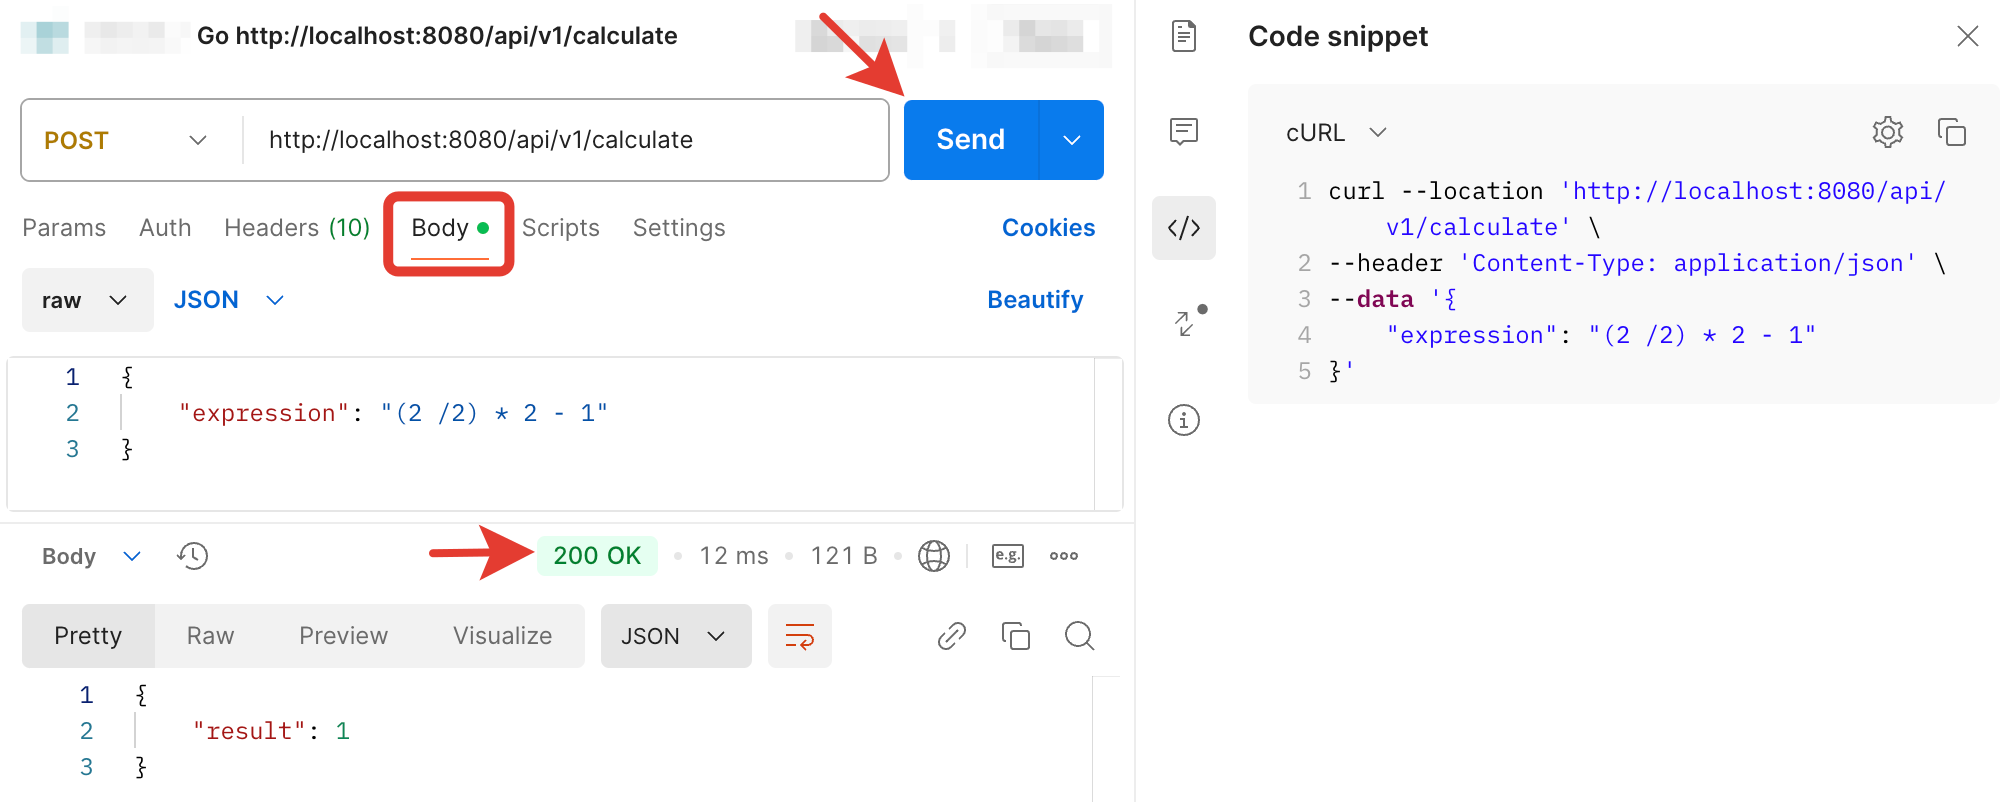 Go http://localhost:8080/api/v1/calculate
POST http://localhost:8080/api/v1/calculate Send
Params Auth Headers (10) Body Scripts Settings Cookies
raw JSON Beautify
1 {
2 "expression": "(2 /2) * 2 - 1"
3 }
Body 200 OK 12 ms 121 B e.g.
Pretty Raw Preview Visualize JSON
1 {
2 "result": 1
3 }
Code snippet
cURL
1 curl --location 'http://localhost:8080/api/
v1/calculate' \
2 --header 'Content-Type: application/json' \
3 --data '{
4 "expression": "(2 /2) * 2 - 1"
5 }'